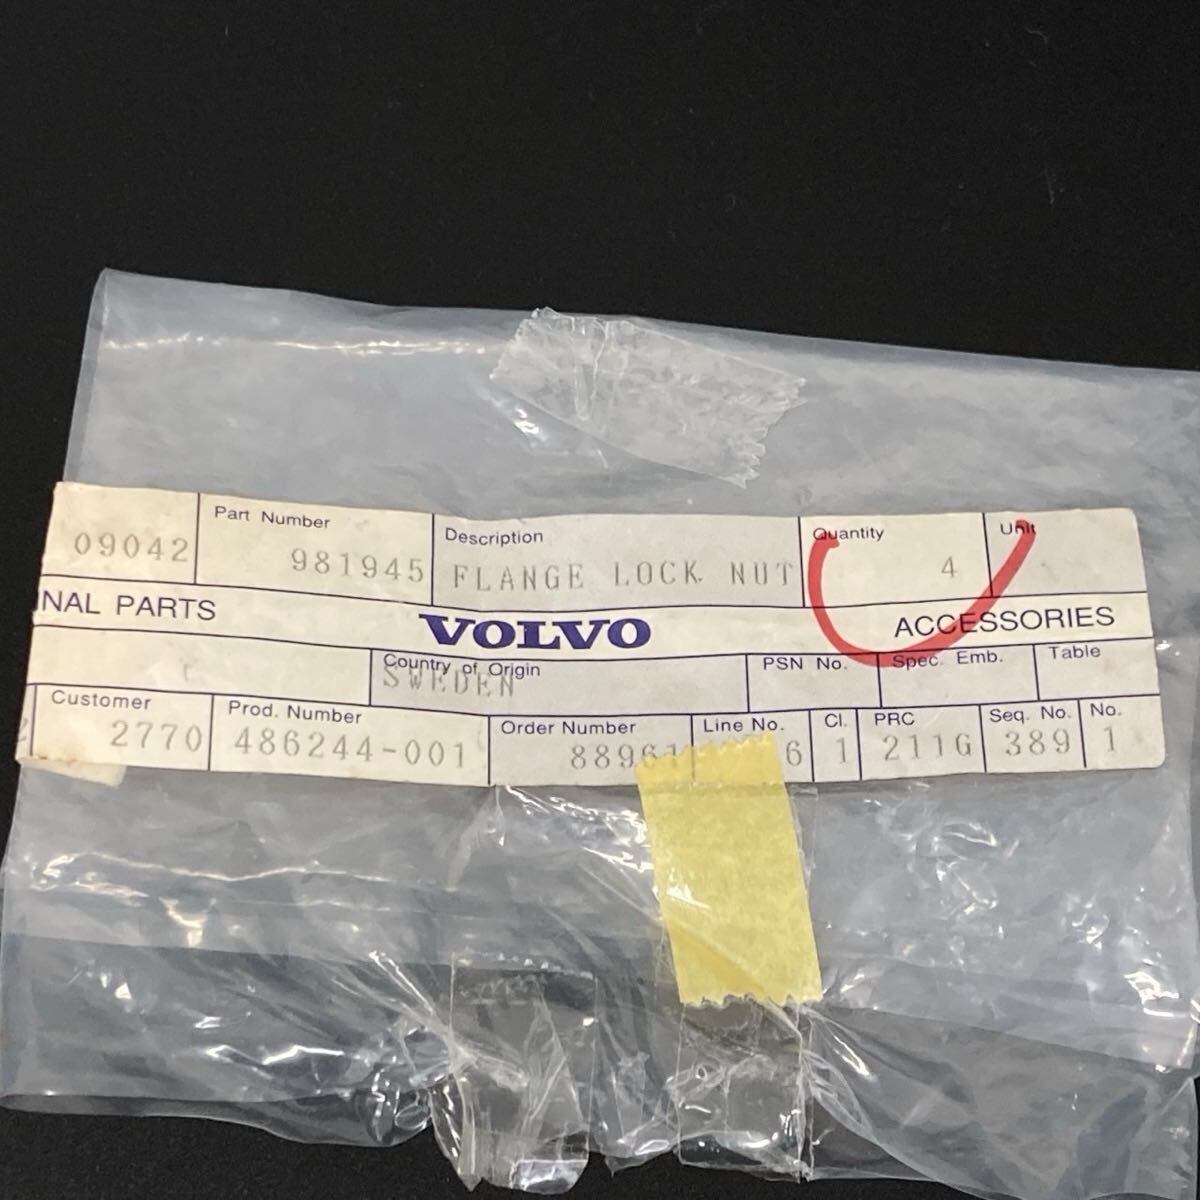 Part Number Description Quantity Unit
09042 981945 FLANGE LOCK NUT 4
NAL PARTS VOLVO ACCESSORIES
Country of Origin PSN No. Spec. Emb. Table
SWEDEN
Customer Prod. Number Order Number Line No. Cl. PRC Seq. No. No.
2770 486244-001 8896 6 1 211G 389 1